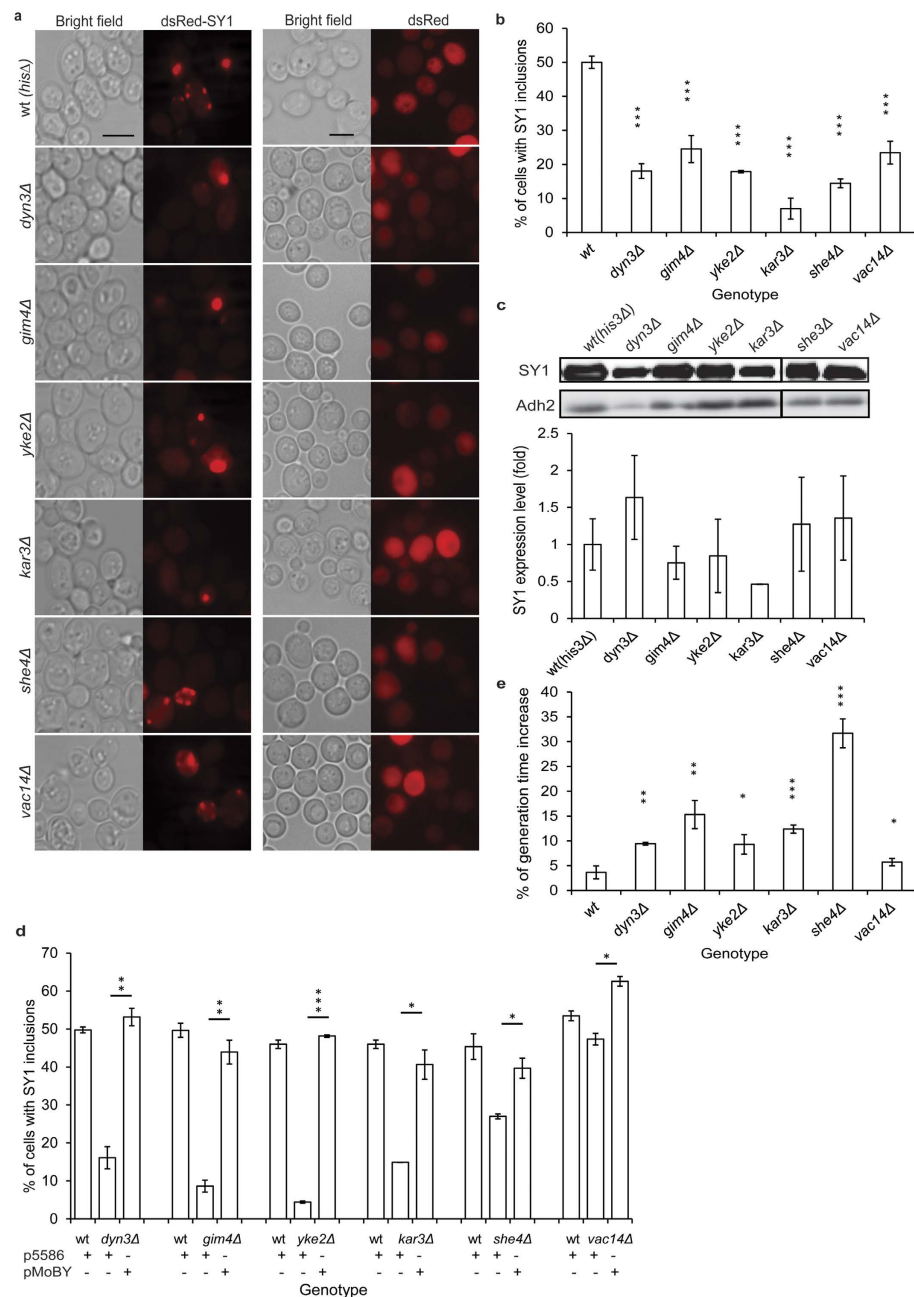 a
Bright field dsRed-SY1 Bright field dsRed
wt (hisΔ)
dyn3Δ
gim4Δ
yke2Δ
kar3Δ
she4Δ
vac14Δ
b
% of cells with SY1 inclusions
60
50
40
30
20
10
0
***
***
***
***
***
***
wt dyn3Δ gim4Δ yke2Δ kar3Δ she4Δ vac14Δ
Genotype
c
wt(his3Δ) dyn3Δ gim4Δ yke2Δ kar3Δ she3Δ vac14Δ
SY1
Adh2
SY1 expression level (fold)
2.5
2
1.5
1
0.5
0
wt(his3Δ) dyn3Δ gim4Δ yke2Δ kar3Δ she4Δ vac14Δ
e
% of generation time increase
40
35
30
25
20
15
10
5
0
**
**
*
***
***
*
wt dyn3Δ gim4Δ yke2Δ kar3Δ she4Δ vac14Δ
Genotype
d
% of cells with SY1 inclusions
70
60
50
40
30
20
10
0
**
**
***
*
*
*
wt dyn3Δ wt gim4Δ wt yke2Δ wt kar3Δ wt she4Δ wt vac14Δ
p5586 + + - + + - + + - + + - + + - + + -
pMoBY - - + - - + - - + - - + - - + - - +
Genotype